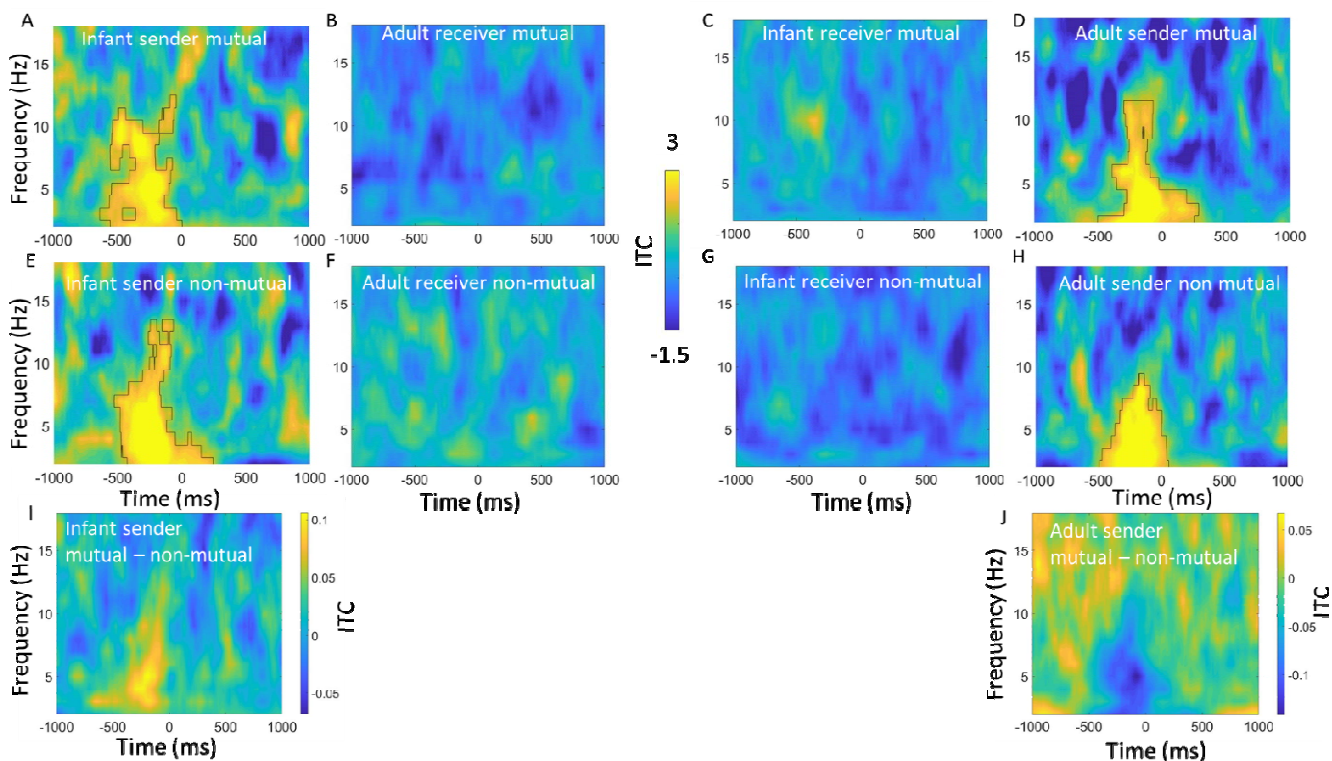 A
Infant sender mutual
B
Adult receiver mutual
C
Infant receiver mutual
D
Adult sender mutual
Frequency (Hz)
15
10
5
-1000 -500 0 500 1000
15
10
5
-1000 -500 0 500 1000
3
ITC
-1.5
15
10
5
-1000 -500 0 500 1000
15
10
5
-1000 -500 0 500 1000
Frequency (Hz)
E
Infant sender non-mutual
F
Adult receiver non-mutual
G
Infant receiver non-mutual
H
Adult sender non mutual
Frequency (Hz)
15
10
5
-1000 -500 0 500 1000
Time (ms)
15
10
5
-1000 -500 0 500 1000
Time (ms)
15
10
5
-1000 -500 0 500 1000
Time (ms)
Frequency (Hz)
15
10
5
-1000 -500 0 500 1000
Time (ms)
I
Infant sender
mutual – non-mutual
Frequency (Hz)
15
10
5
-1000 -500 0 500 1000
Time (ms)
0.1
0.05
0
-0.05
ITC
J
Adult sender
mutual – non-mutual
Frequency (Hz)
15
10
5
-1000 -500 0 500 1000
Time (ms)
0.05
0
-0.05
-0.1
ITC